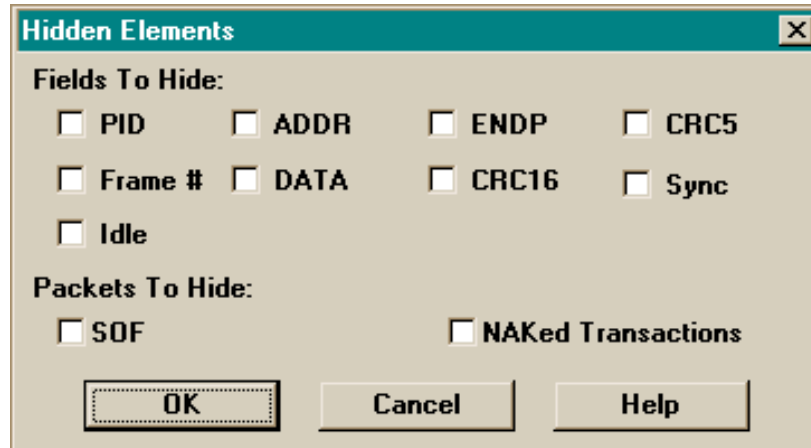 Hidden Elements
Fields To Hide:
PID ADDR ENDP CRC5
Frame # DATA CRC16 Sync
Idle
Packets To Hide:
SOF NAKed Transactions
OK Cancel Help